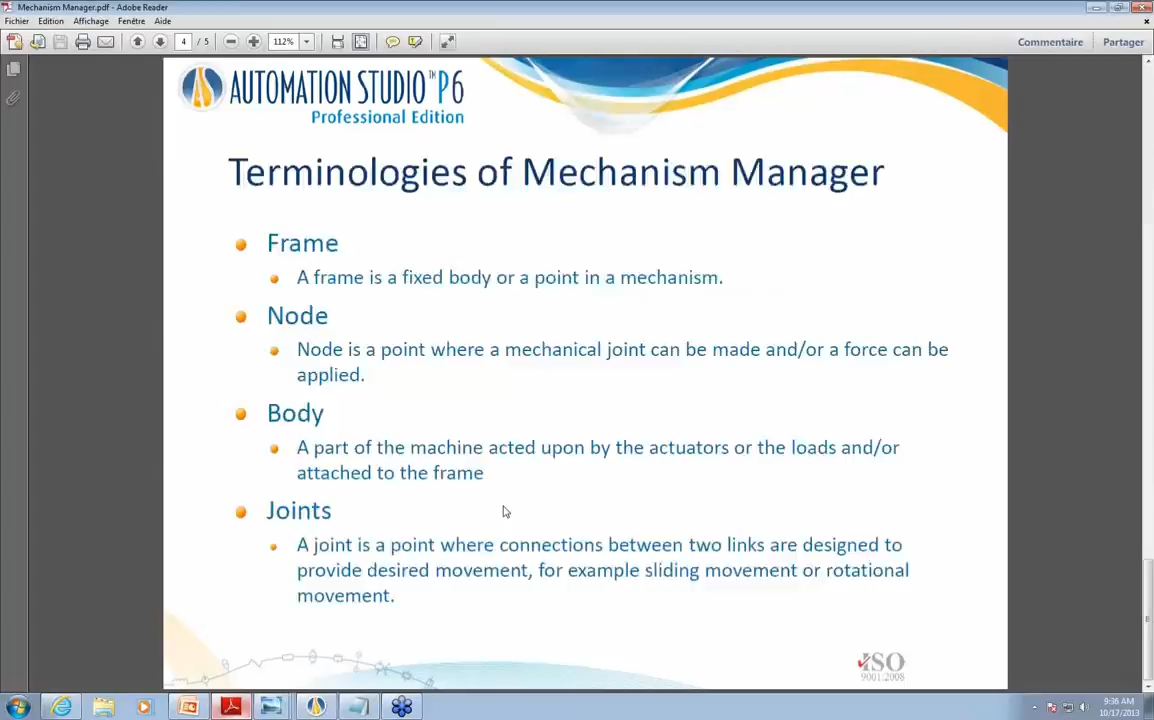 Mechanism Manager.pdf - Adobe Reader
Fichier Edition Affichage Fenêtre Aide
4 / 5 112% Commentaire Partager
AUTOMATION STUDIO™ P6
Professional Edition
Terminologies of Mechanism Manager
Frame
A frame is a fixed body or a point in a mechanism.
Node
Node is a point where a mechanical joint can be made and/or a force can be
applied.
Body
A part of the machine acted upon by the actuators or the loads and/or
attached to the frame
Joints
A joint is a point where connections between two links are designed to
provide desired movement, for example sliding movement or rotational
movement.
ISO
9001:2008
9:36 AM
10/17/2013